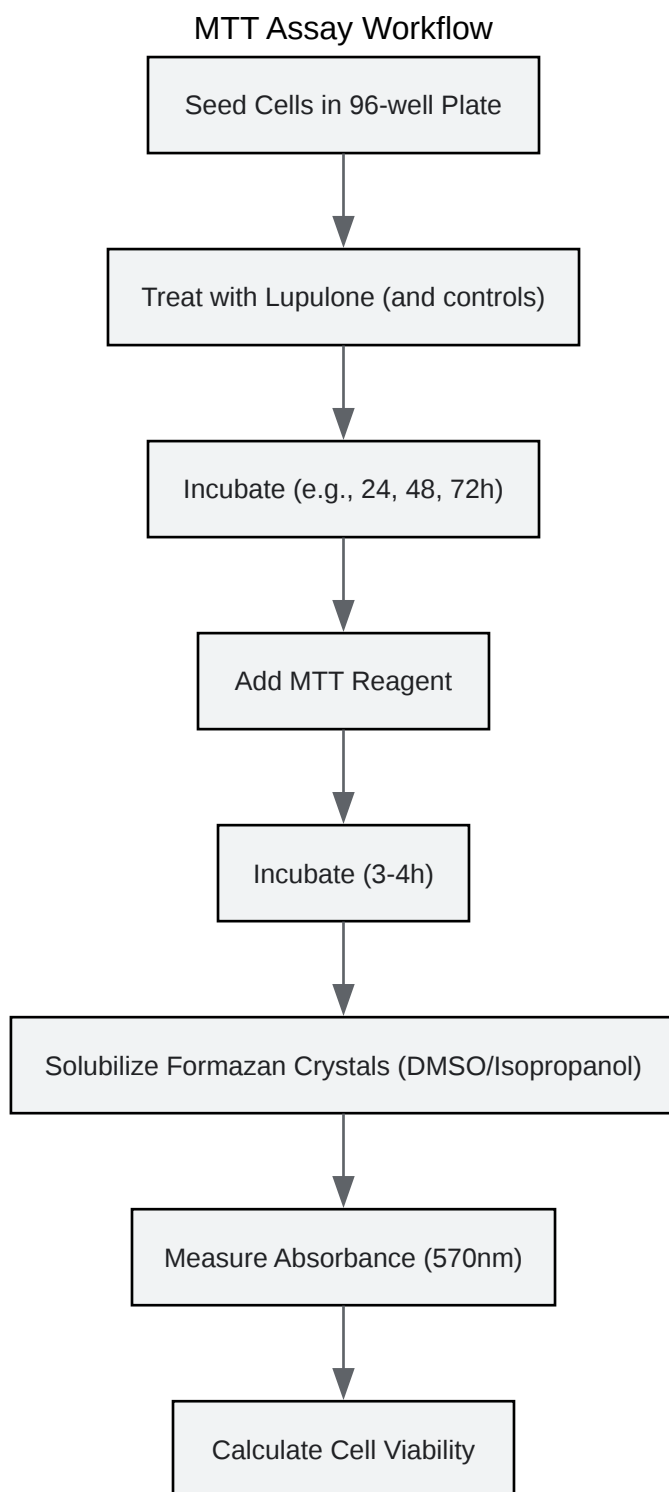 MTT Assay Workflow
Seed Cells in 96-well Plate
Treat with Lupulone (and controls)
Incubate (e.g., 24, 48, 72h)
Add MTT Reagent
Incubate (3-4h)
Solubilize Formazan Crystals (DMSO/Isopropanol)
Measure Absorbance (570nm)
Calculate Cell Viability